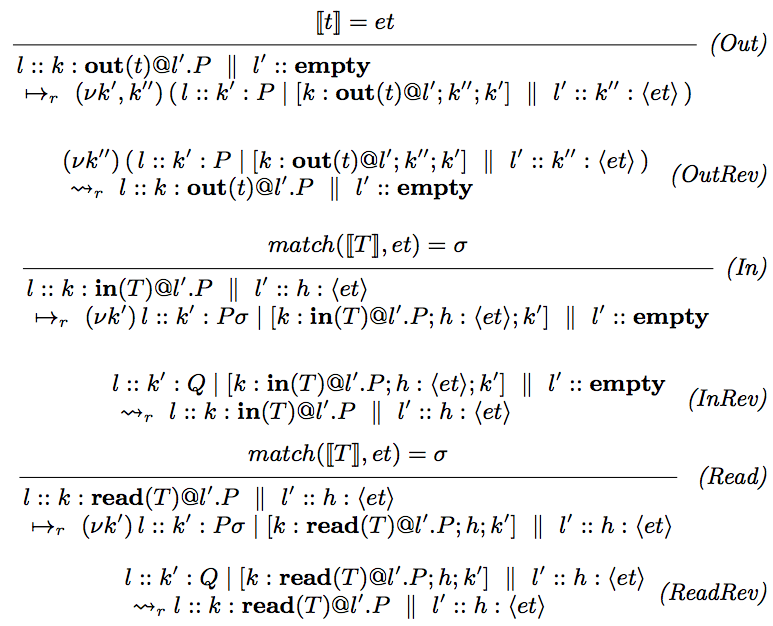 ⟦t⟧ = et
(Out)
l :: k : out(t)@l′.P ∥ l′ :: empty
↦ᵣ (νk′, k″) ( l :: k′ : P | [k : out(t)@l′; k″; k′] ∥ l′ :: k″ : ⟨et⟩ )
(νk″) ( l :: k′ : P | [k : out(t)@l′; k″; k′] ∥ l′ :: k″ : ⟨et⟩ )
(OutRev)
⇝ᵣ l :: k : out(t)@l′.P ∥ l′ :: empty
match(⟦T⟧, et) = σ
(In)
l :: k : in(T)@l′.P ∥ l′ :: h : ⟨et⟩
↦ᵣ (νk′) l :: k′ : Pσ | [k : in(T)@l′.P; h : ⟨et⟩; k′] ∥ l′ :: empty
l :: k′ : Q | [k : in(T)@l′.P; h : ⟨et⟩; k′] ∥ l′ :: empty
(InRev)
⇝ᵣ l :: k : in(T)@l′.P ∥ l′ :: h : ⟨et⟩
match(⟦T⟧, et) = σ
(Read)
l :: k : read(T)@l′.P ∥ l′ :: h : ⟨et⟩
↦ᵣ (νk′) l :: k′ : Pσ | [k : read(T)@l′.P; h; k′] ∥ l′ :: h : ⟨et⟩
l :: k′ : Q | [k : read(T)@l′.P; h; k′] ∥ l′ :: h : ⟨et⟩
(ReadRev)
⇝ᵣ l :: k : read(T)@l′.P ∥ l′ :: h : ⟨et⟩